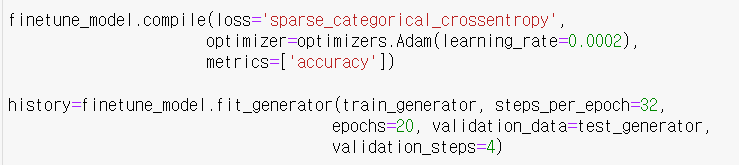 finetune_model.compile(loss='sparse_categorical_crossentropy',
optimizer=optimizers.Adam(learning_rate=0.0002),
metrics=['accuracy'])
history=finetune_model.fit_generator(train_generator, steps_per_epoch=32,
epochs=20, validation_data=test_generator,
validation_steps=4)